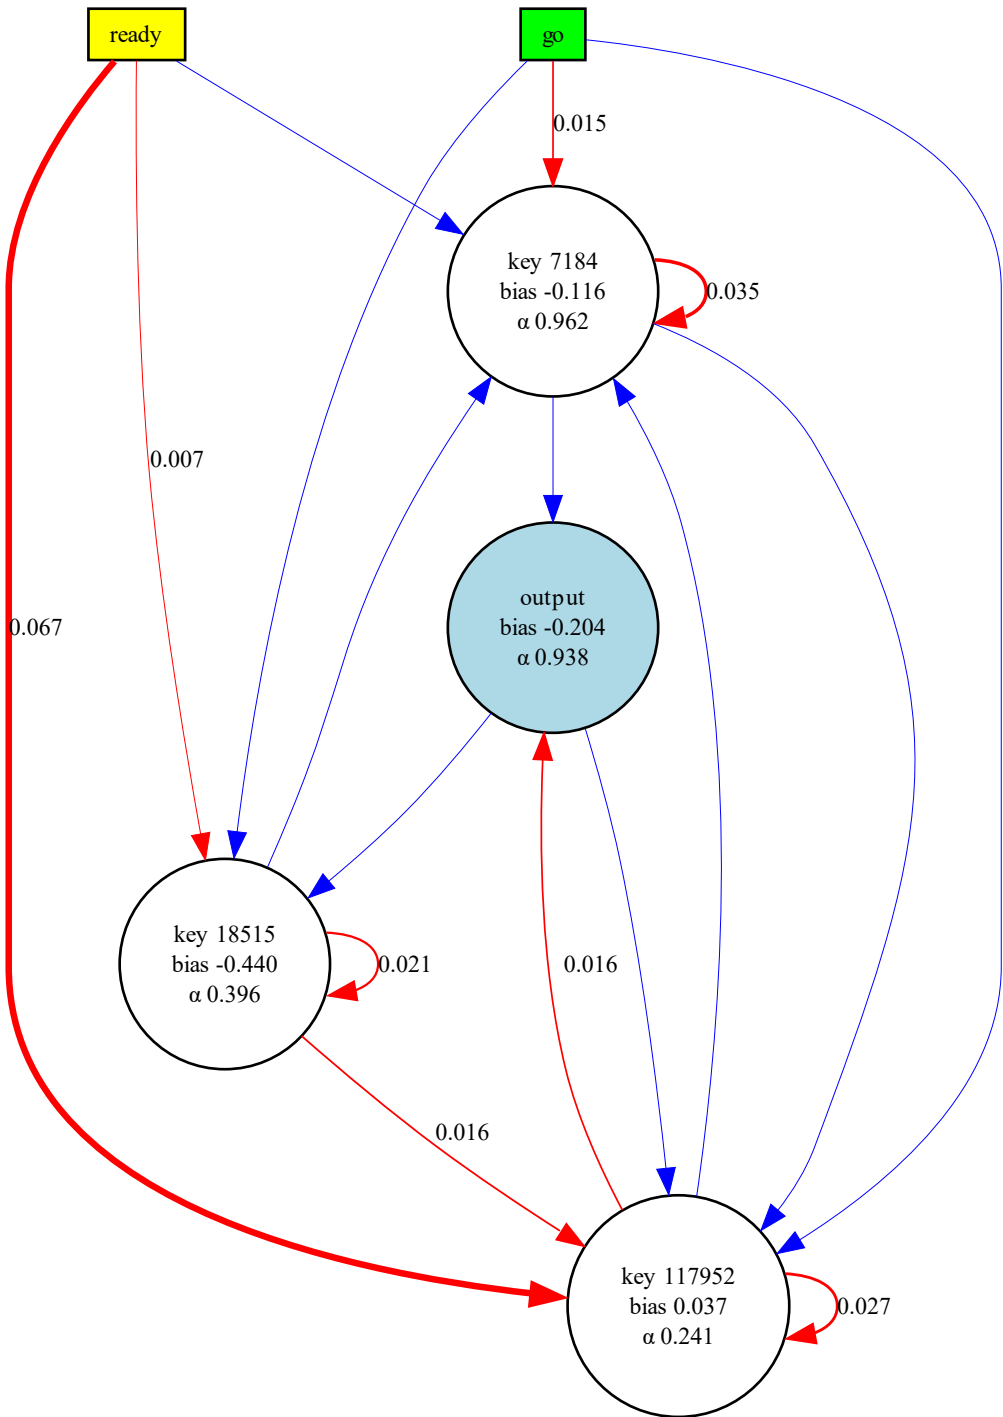 ready
go
0.015
key 7184
bias -0.116
α 0.962
0.035
0.007
output
bias -0.204
α 0.938
0.067
key 18515
bias -0.440
α 0.396
0.021
0.016
0.016
key 117952
bias 0.037
α 0.241
0.027